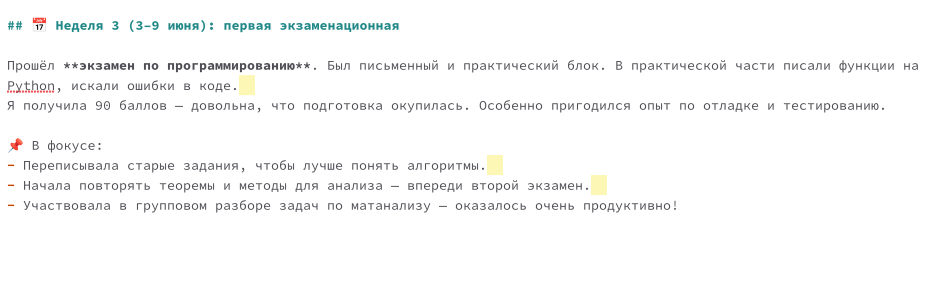 ## 📅 Неделя 3 (3–9 июня): первая экзаменационная
Прошёл **экзамен по программированию**. Был письменный и практический блок. В практической части писали функции на
Python, искали ошибки в коде.
Я получила 90 баллов — довольна, что подготовка окупилась. Особенно пригодился опыт по отладке и тестированию.
📌 В фокусе:
- Переписывала старые задания, чтобы лучше понять алгоритмы.
- Начала повторять теоремы и методы для анализа — впереди второй экзамен.
- Участвовала в групповом разборе задач по матанализу — оказалось очень продуктивно!